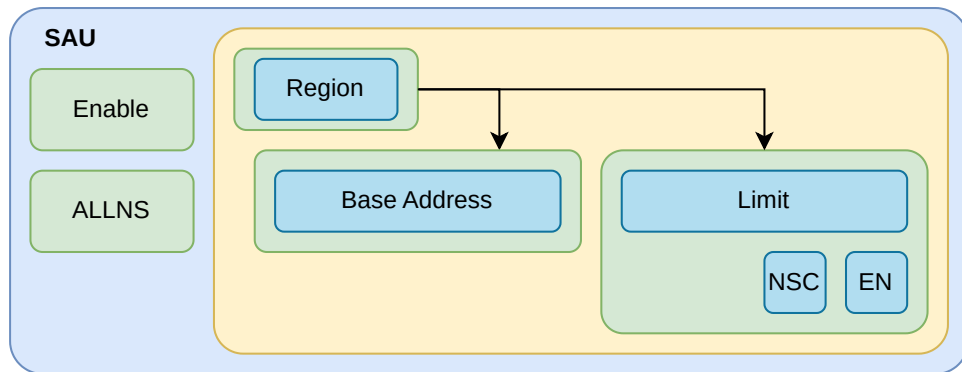 SAU
Enable
ALLNS
Region
Base Address
Limit
NSC
EN